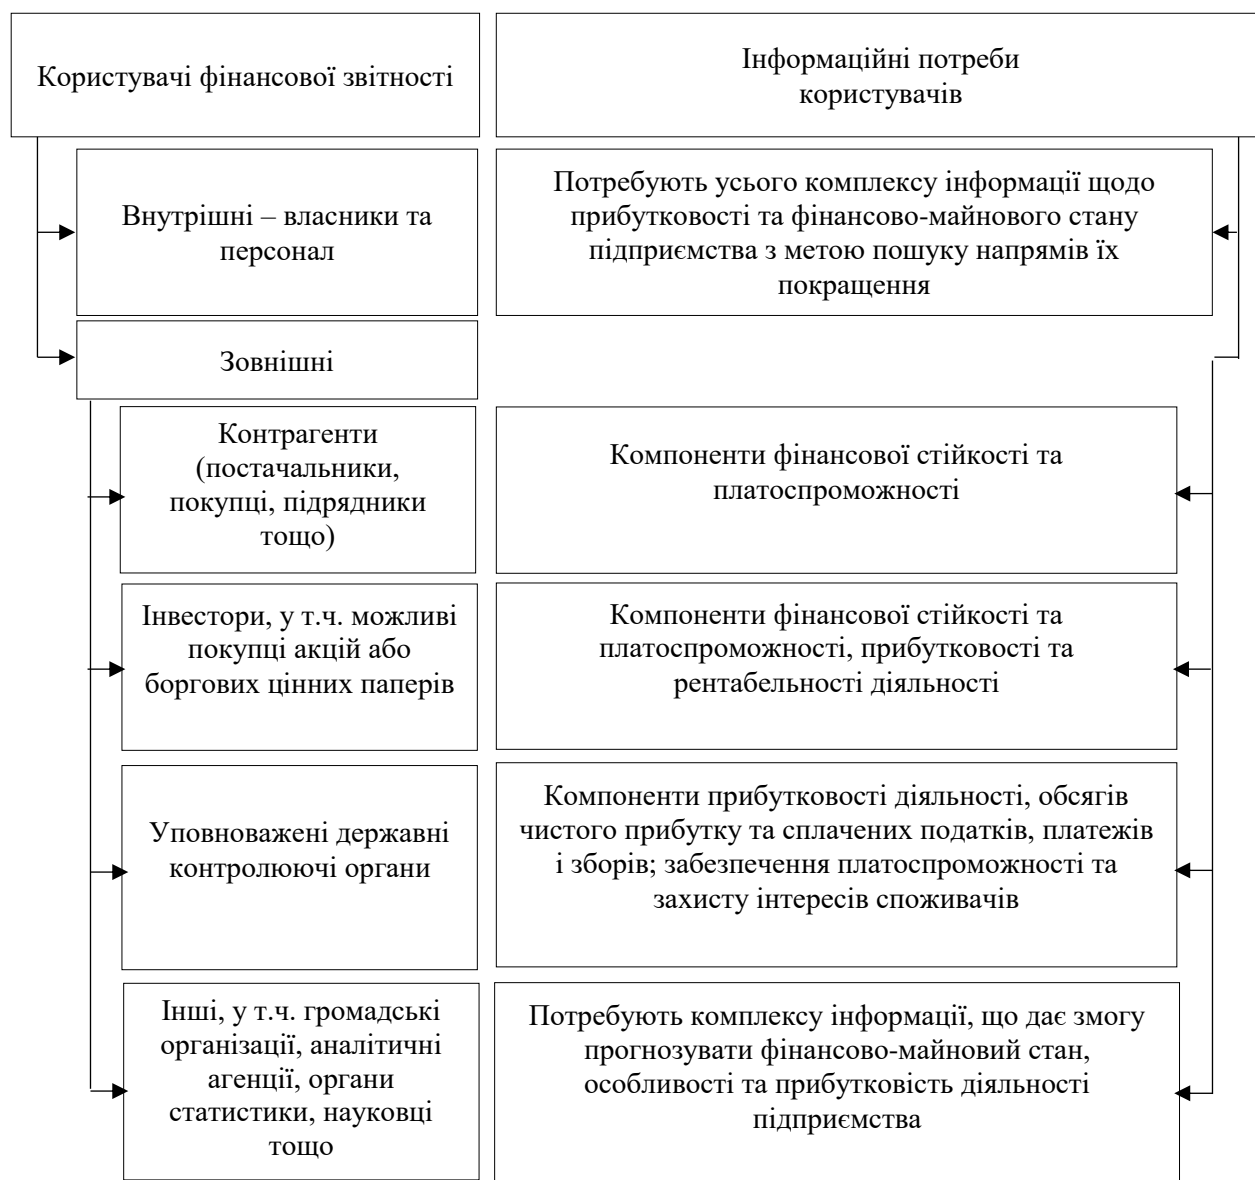 Користувачі фінансової звітності
Інформаційні потреби
користувачів
Внутрішні – власники та
персонал
Потребують усього комплексу інформації щодо
прибутковості та фінансово-майнового стану
підприємства з метою пошуку напрямів їх
покращення
Зовнішні
Контрагенти
(постачальники,
покупці, підрядники
тощо)
Компоненти фінансової стійкості та
платоспроможності
Інвестори, у т.ч. можливі
покупці акцій або
боргових цінних паперів
Компоненти фінансової стійкості та
платоспроможності, прибутковості та
рентабельності діяльності
Уповноважені державні
контролюючі органи
Компоненти прибутковості діяльності, обсягів
чистого прибутку та сплачених податків, платежів
і зборів; забезпечення платоспроможності та
захисту інтересів споживачів
Інші, у т.ч. громадські
організації, аналітичні
агенції, органи
статистики, науковці
тощо
Потребують комплексу інформації, що дає змогу
прогнозувати фінансово-майновий стан,
особливості та прибутковість діяльності
підприємства